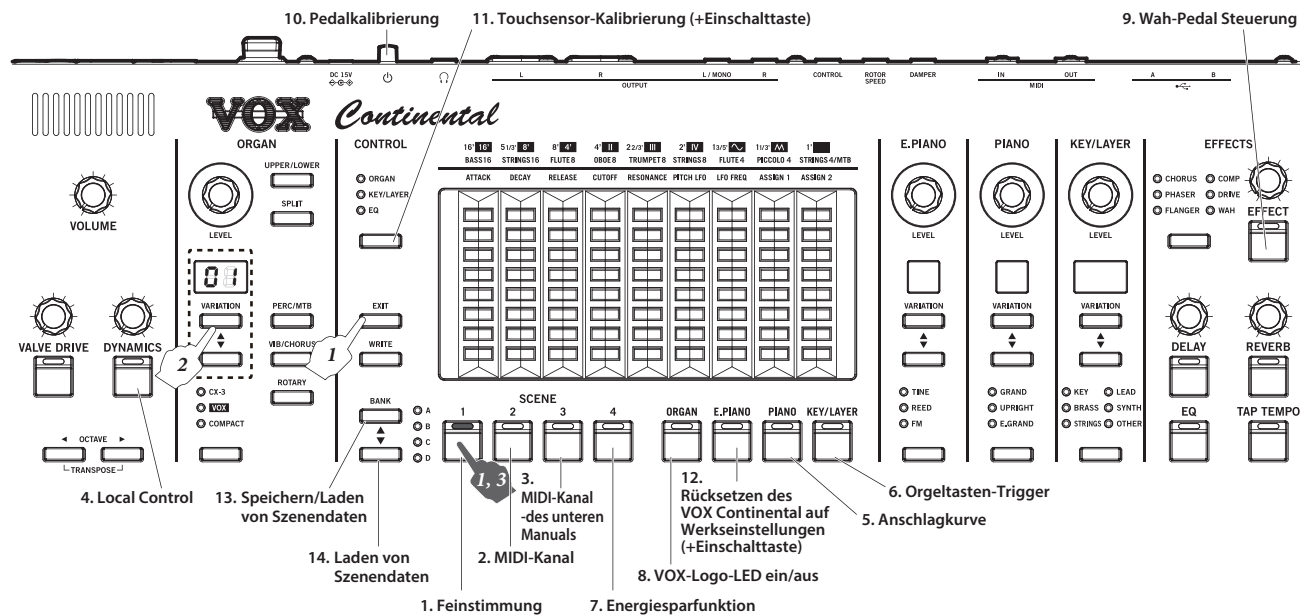 10. Pedalkalibrierung
11. Touchsensor-Kalibrierung (+Einschalttaste)
9. Wah-Pedal Steuerung
DC 15V
L
R
OUTPUT
L / MONO
R
CONTROL
ROTOR
SPEED
DAMPER
IN
OUT
MIDI
A
B
VOX Continental
VOLUME
VALVE DRIVE
DYNAMICS
OCTAVE
TRANSPOSE
ORGAN
LEVEL
UPPER/LOWER
SPLIT
01
VARIATION
PERC/MTB
VIB/CHORUS
ROTARY
CX-3
VOX
COMPACT
2
CONTROL
ORGAN
KEY/LAYER
EQ
EXIT
1
WRITE
BANK
A
B
C
D
16' 16' 5 1/3' 8' 8' 4' 4' II 2 2/3' III 2' IV 1 3/5' 1 1/3' 1'
BASS16 STRINGS16 FLUTE 8 OBOE 8 TRUMPET 8 STRINGS 8 FLUTE 4 PICCOLO 4 STRINGS 4/MTB
ATTACK DECAY RELEASE CUTOFF RESONANCE PITCH LFO LFO FREQ ASSIGN 1 ASSIGN 2
SCENE
1 2 3 4
ORGAN E.PIANO PIANO KEY/LAYER
1, 3
E.PIANO
LEVEL
VARIATION
TINE
REED
FM
PIANO
LEVEL
VARIATION
GRAND
UPRIGHT
E.GRAND
KEY/LAYER
LEVEL
VARIATION
KEY LEAD
BRASS SYNTH
STRINGS OTHER
EFFECTS
CHORUS COMP
PHASER DRIVE
FLANGER WAH
EFFECT
DELAY
REVERB
EQ
TAP TEMPO
4. Local Control
13. Speichern/Laden
von Szenendaten
14. Laden von
Szenendaten
1. Feinstimmung
2. MIDI-Kanal
3.
MIDI-Kanal
-des unteren
Manuals
7. Energiesparfunktion
8. VOX-Logo-LED ein/aus
12.
Rücksetzen des
VOX Continental auf
Werkseinstellungen
(+Einschalttaste)
5. Anschlagkurve
6. Orgeltasten-Trigger